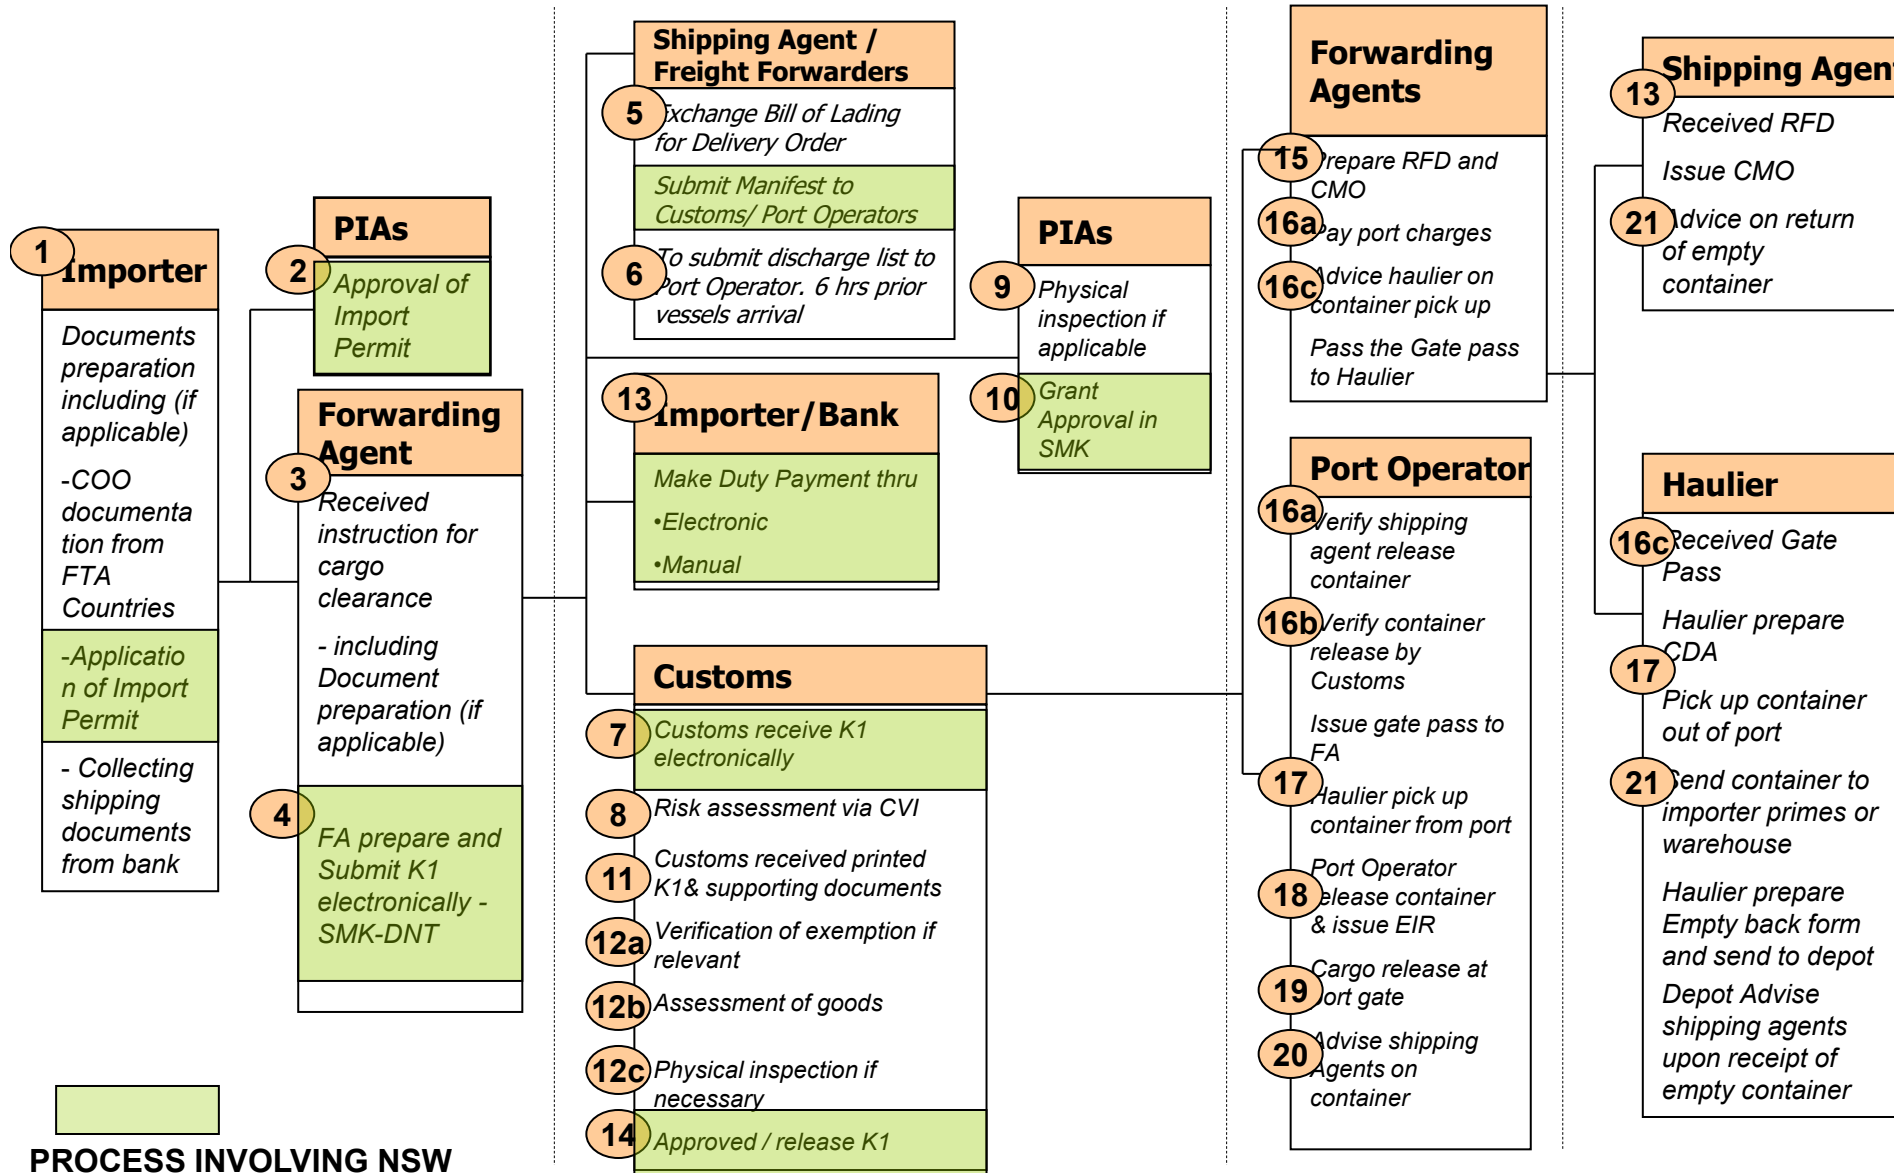 1
Importer
Documents
preparation
including (if
applicable)
-COO
documenta
tion from
FTA
Countries
-Applicatio
n of Import
Permit
- Collecting
shipping
documents
from bank
PIAs
2
Approval of
Import
Permit
Forwarding
Agent
3
Received
instruction for
cargo
clearance
- including
Document
preparation (if
applicable)
4
FA prepare and
Submit K1
electronically -
SMK-DNT
PROCESS INVOLVING NSW
Shipping Agent /
Freight Forwarders
5
Exchange Bill of Lading
for Delivery Order
Submit Manifest to
Customs/ Port Operators
6
To submit discharge list to
Port Operator. 6 hrs prior
vessels arrival
13
Importer/Bank
Make Duty Payment thru
•Electronic
•Manual
Customs
7
Customs receive K1
electronically
8
Risk assessment via CVI
11
Customs received printed
K1& supporting documents
12a
Verification of exemption if
relevant
12b
Assessment of goods
12c
Physical inspection if
necessary
14
Approved / release K1
PIAs
9
Physical
inspection if
applicable
10
Grant
Approval in
SMK
Forwarding
Agents
15
Prepare RFD and
CMO
16a
Pay port charges
16c
Advice haulier on
container pick up
Pass the Gate pass
to Haulier
Port Operator
16a
Verify shipping
agent release
container
16b
Verify container
release by
Customs
Issue gate pass to
FA
17
Haulier pick up
container from port
18
Port Operator
release container
& issue EIR
19
Cargo release at
port gate
20
Advise shipping
Agents on
container
Shipping Agent
13
Received RFD
Issue CMO
21
Advice on return
of empty
container
Haulier
16c
Received Gate
Pass
Haulier prepare
CDA
17
Pick up container
out of port
21
Send container to
importer primes or
warehouse
Haulier prepare
Empty back form
and send to depot
Depot Advise
shipping agents
upon receipt of
empty container